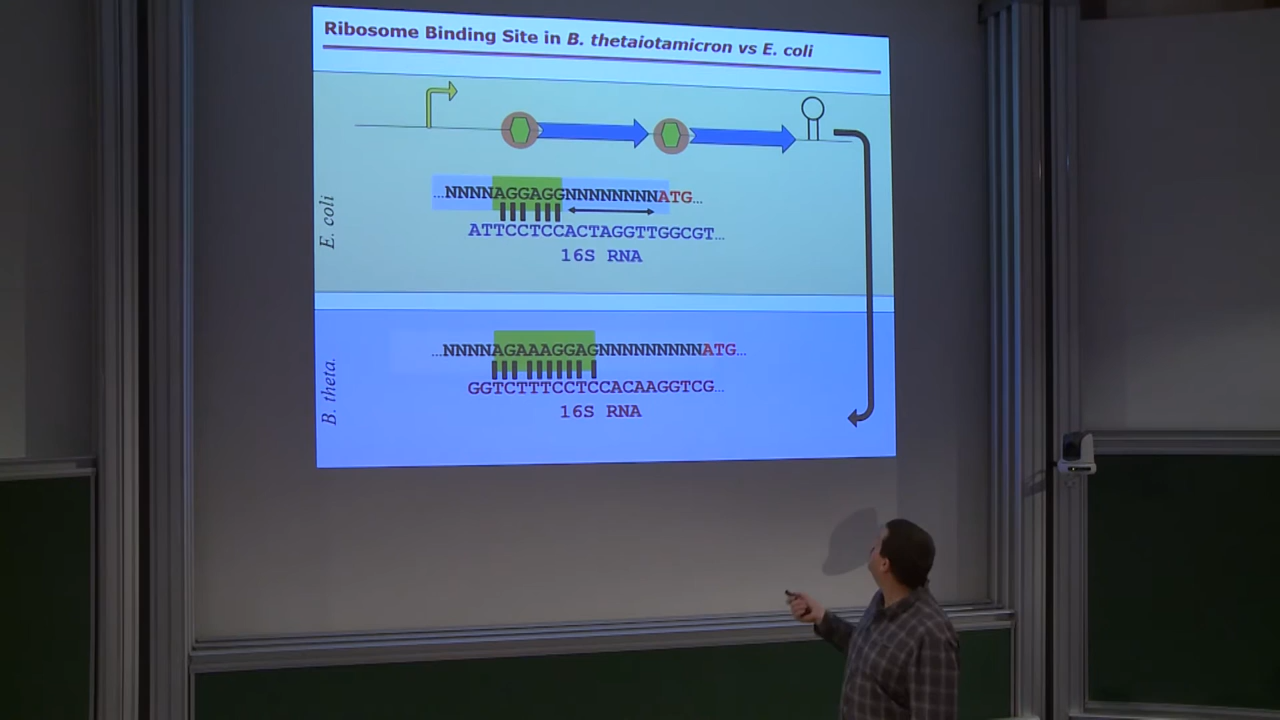 Ribosome Binding Site in B. thetaiotamicron vs E. coli
E. coli
...NNNNAGGAGGNNNNNNNNATG...
ATTCCTCCACTAGGTTGGCGT...
16S RNA
B. theta.
...NNNNAGAAAGGAGNNNNNNNNNATG...
GGTCTTTCCTCCACAAGGTCG...
16S RNA